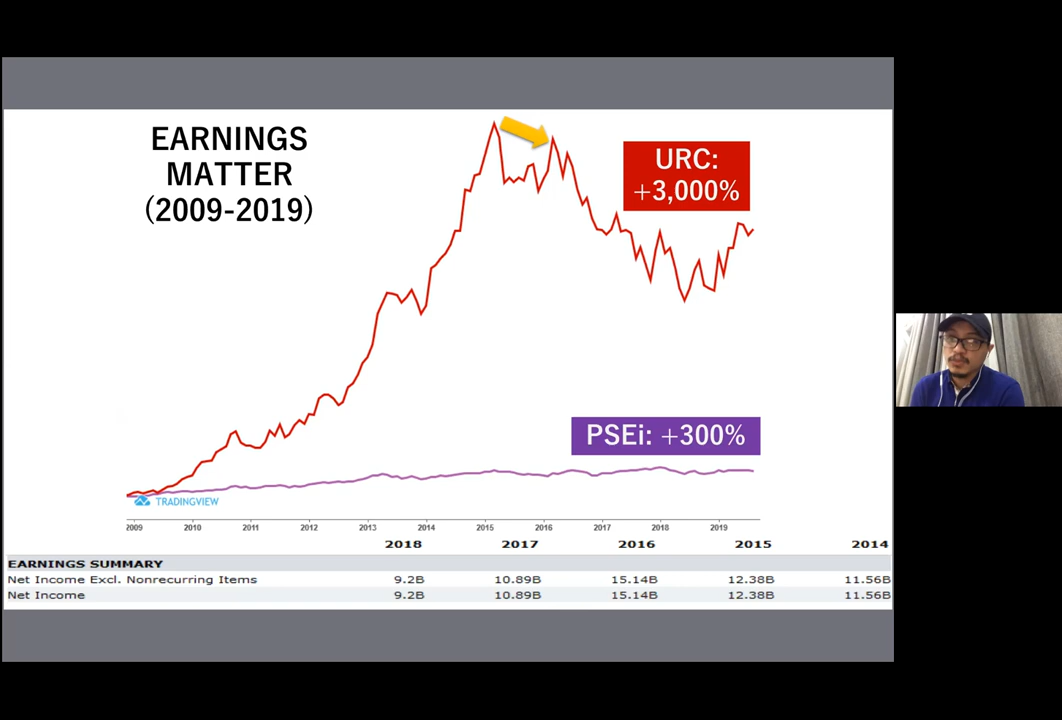 EARNINGS
MATTER
(2009-2019)
URC:
+3,000%
PSEi: +300%
TRADINGVIEW
2009 2010 2011 2012 2013 2014 2015 2016 2017 2018 2019
2018 2017 2016 2015 2014
EARNINGS SUMMARY
Net Income Excl. Nonrecurring Items 9.2B 10.89B 15.14B 12.38B 11.56B
Net Income 9.2B 10.89B 15.14B 12.38B 11.56B